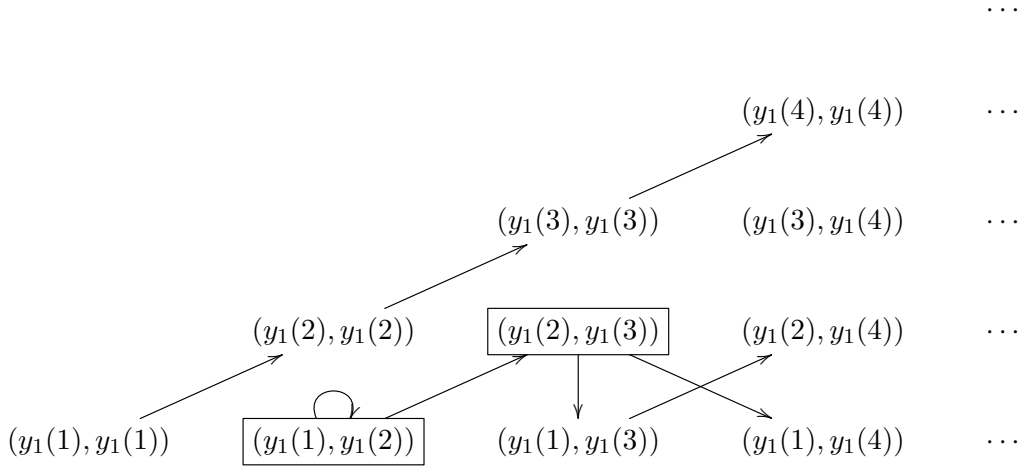 ⋯
(y₁(4), y₁(4)) ⋯
(y₁(3), y₁(3)) (y₁(3), y₁(4)) ⋯
(y₁(2), y₁(2)) (y₁(2), y₁(3)) (y₁(2), y₁(4)) ⋯
(y₁(1), y₁(1)) (y₁(1), y₁(2)) (y₁(1), y₁(3)) (y₁(1), y₁(4)) ⋯